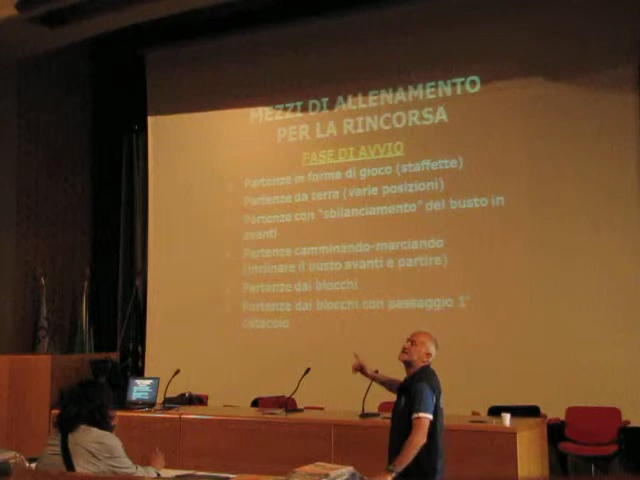 MEZZI DI ALLENAMENTO
PER LA RINCORSA
FASE DI AVVIO
Partenze in forma di gioco (staffette)
Partenze da terra (varie posizioni)
Partenze con "sbilanciamento" del busto in
avanti
Partenze camminando-marciando
(inclinare il busto avanti e partire)
Partenze dai blocchi
Partenze dai blocchi con passaggio 1°
ostacolo